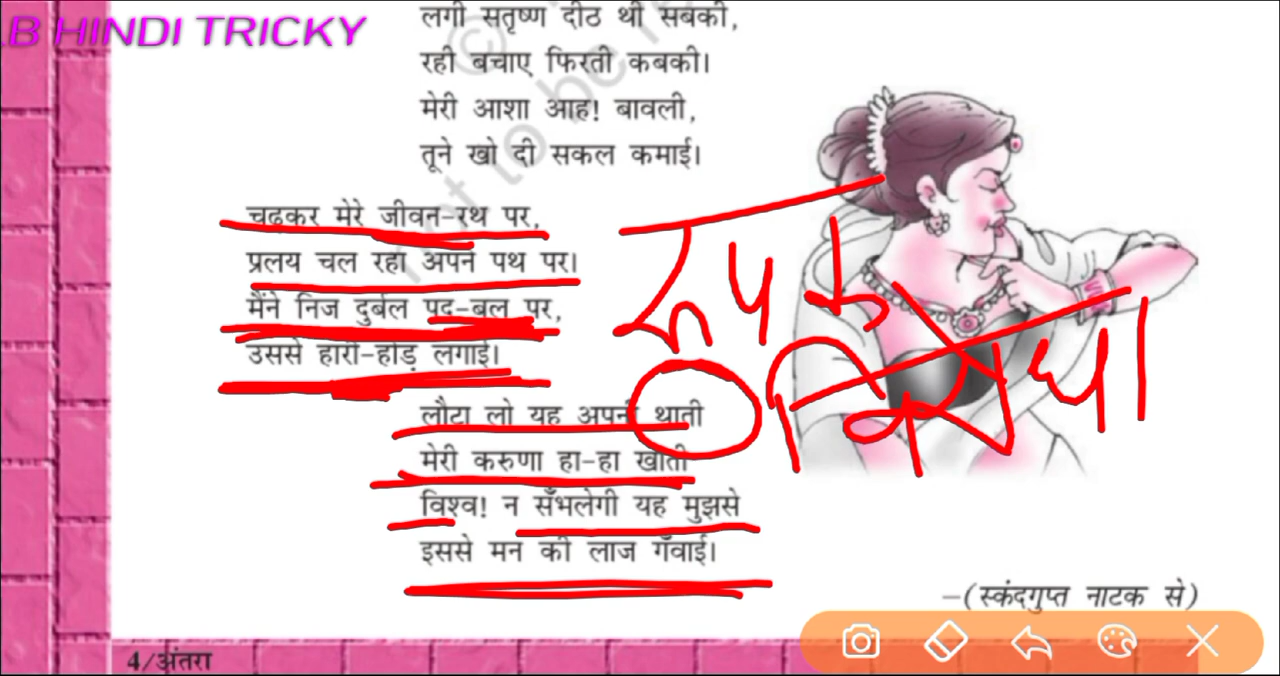 .B HINDI TRICKY
लगी सतृष्ण दीठ थी सबकी,
रही बचाए फिरती कबकी।
मेरी आशा आह! बावली,
तूने खो दी सकल कमाई।
चढ़कर मेरे जीवन-रथ पर,
प्रलय चल रहा अपने पथ पर।
मैंने निज दुर्बल पद-बल पर,
उससे हारी-होड़ लगाई।
लौटा लो यह अपनी थाती
मेरी करुणा हा-हा खाती
विश्व! न सँभलेगी यह मुझसे
इससे मन की लाज गँवाई।
-(स्कंदगुप्त नाटक से)
4/अंतरा